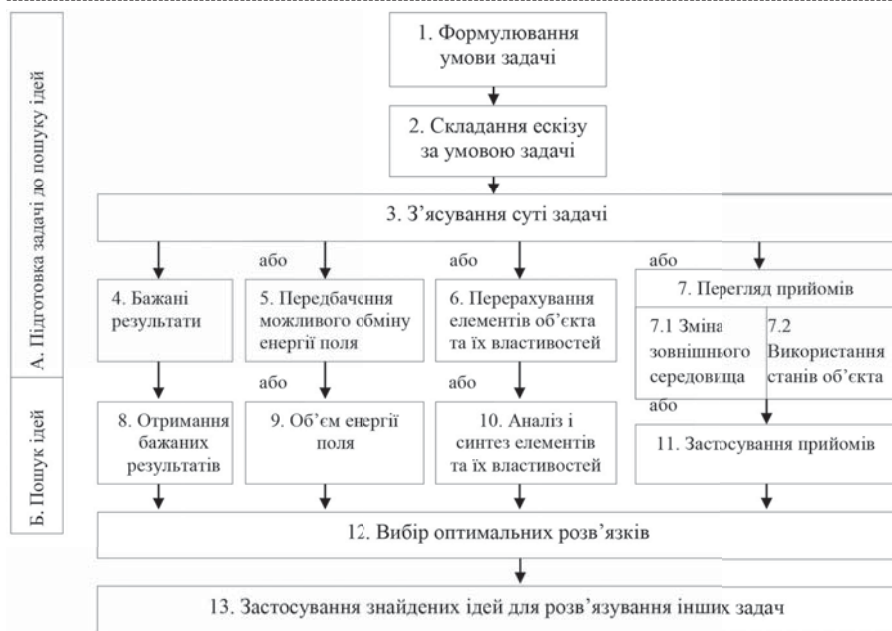 А. Підготовка задачі до пошуку ідей
1. Формулювання
умови задачі
2. Складання ескізу
за умовою задачі
3. З’ясування суті задачі
або
або
або
4. Бажані
результати
5. Передбачення
можливого обміну
енергії поля
6. Перерахування
елементів об’єкта
та їх властивостей
7. Перегляд прийомів
7.1 Зміна
зовнішнього
середовища
7.2
Використання
станів об’єкта
Б. Пошук ідей
або
або
або
8. Отримання
бажаних
результатів
9. Об’єм енергії
поля
10. Аналіз і
синтез елементів
та їх властивостей
11. Застосування прийомів
12. Вибір оптимальних розв’язків
13. Застосування знайдених ідей для розв’язування інших задач